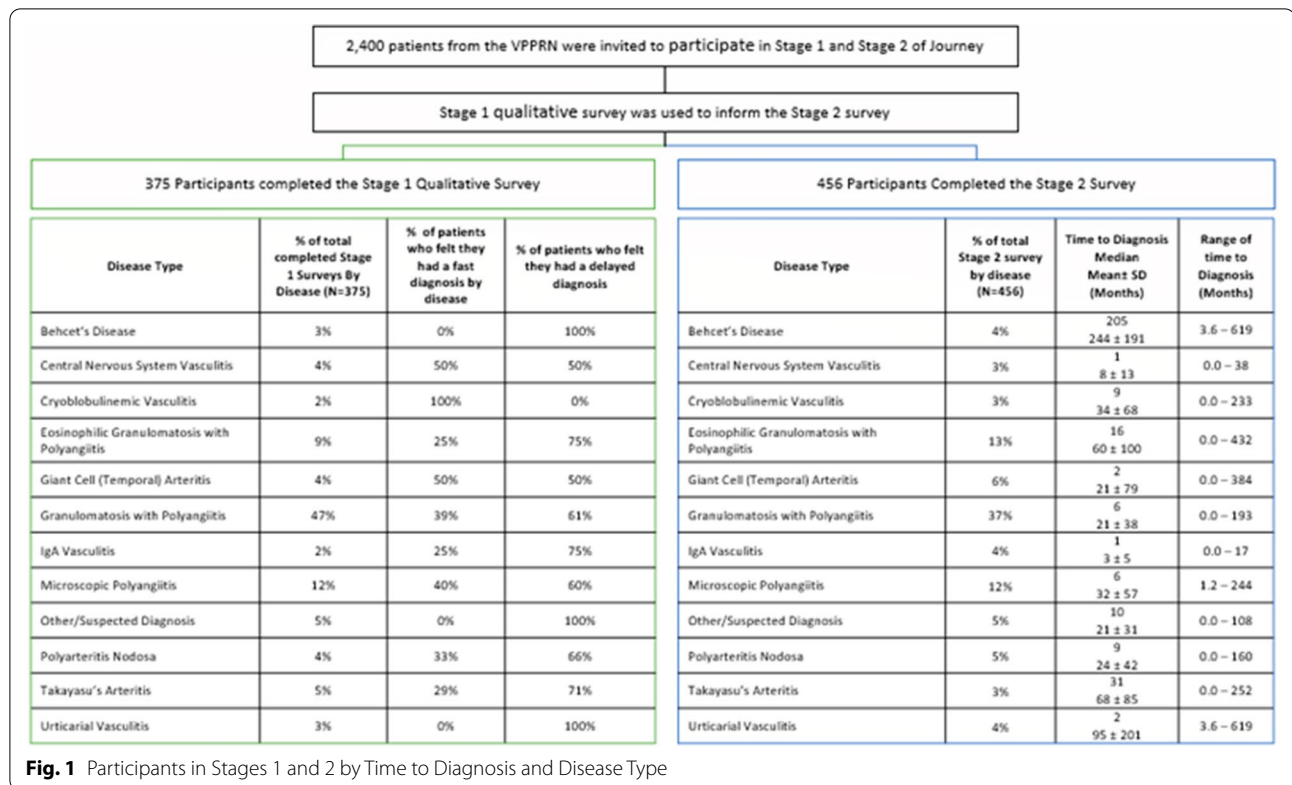 2,400 patients from the VPPRN were invited to participate in Stage 1 and Stage 2 of Journey
Stage 1 qualitative survey was used to inform the Stage 2 survey
375 Participants completed the Stage 1 Qualitative Survey
Disease Type
% of total
completed Stage
1 Surveys By
Disease (N=375)
% of patients
who felt they
had a fast
diagnosis by
disease
% of patients who felt
they had a delayed
diagnosis
Behcet's Disease 3% 0% 100%
Central Nervous System Vasculitis 4% 50% 50%
Cryoblobulinemic Vasculitis 2% 100% 0%
Eosinophilic Granulomatosis with
Polyangiitis 9% 25% 75%
Giant Cell (Temporal) Arteritis 4% 50% 50%
Granulomatosis with Polyangiitis 47% 39% 61%
IgA Vasculitis 2% 25% 75%
Microscopic Polyangiitis 12% 40% 60%
Other/Suspected Diagnosis 5% 0% 100%
Polyarteritis Nodosa 4% 33% 66%
Takayasu's Arteritis 5% 29% 71%
Urticarial Vasculitis 3% 0% 100%
456 Participants Completed the Stage 2 Survey
Disease Type
% of total
Stage 2 survey
by disease
(N=456)
Time to Diagnosis
Median
Mean± SD
(Months)
Range of
time to
Diagnosis
(Months)
Behcet's Disease 4% 205
244 ± 191 3.6 – 619
Central Nervous System Vasculitis 3% 1
8 ± 13 0.0 – 38
Cryoblobulinemic Vasculitis 3% 9
34 ± 68 0.0 – 233
Eosinophilic Granulomatosis with
Polyangiitis 13% 16
60 ± 100 0.0 – 432
Giant Cell (Temporal) Arteritis 6% 2
21 ± 79 0.0 – 384
Granulomatosis with Polyangiitis 37% 6
21 ± 38 0.0 – 193
IgA Vasculitis 4% 1
3 ± 5 0.0 – 17
Microscopic Polyangiitis 12% 6
32 ± 57 1.2 – 244
Other/Suspected Diagnosis 5% 10
21 ± 31 0.0 – 108
Polyarteritis Nodosa 5% 9
24 ± 42 0.0 – 160
Takayasu's Arteritis 3% 31
68 ± 85 0.0 – 252
Urticarial Vasculitis 4% 2
95 ± 201 3.6 – 619
Fig. 1 Participants in Stages 1 and 2 by Time to Diagnosis and Disease Type